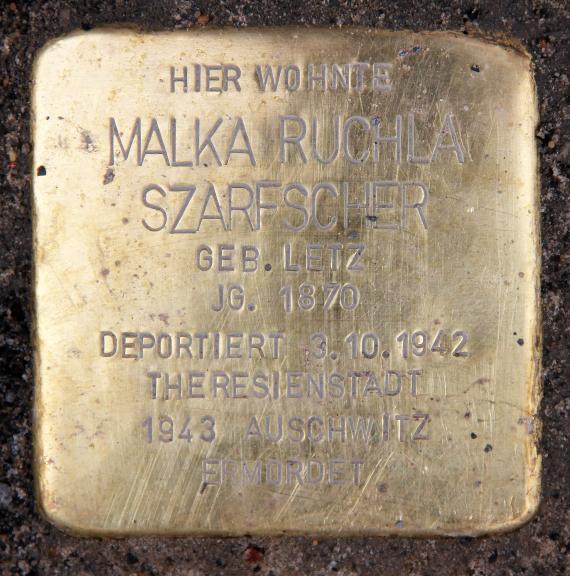 HIER WOHNTE
MALKA RUCHLA
SZARFSCHER
GEB. LETZ
JG. 1870
DEPORTIERT 3.10.1942
THERESIENSTADT
1943 AUSCHWITZ
ERMORDET